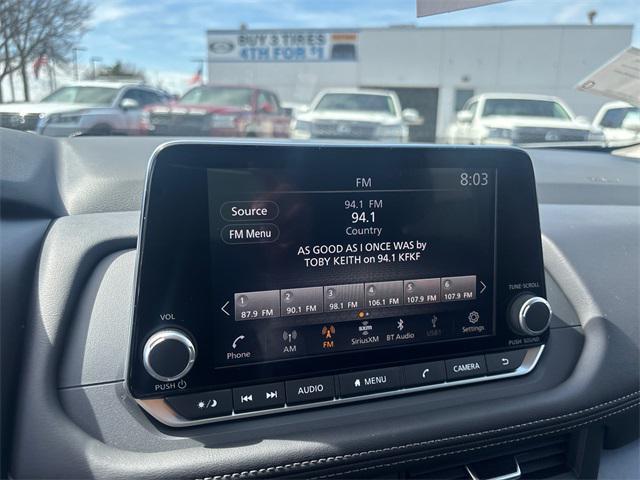 BUY 3 TIRES
4TH FOR $1
FM
8:03
Source
FM Menu
94.1 FM
94.1
Country
AS GOOD AS I ONCE WAS by
TOBY KEITH on 94.1 KFKF
1 2 3 4 5 6
87.9 FM 90.1 FM 98.1 FM 106.1 FM 107.9 FM 107.9 FM
Phone AM FM SiriusXM BT Audio USB1 Settings
VOL
PUSH
TUNE·SCROLL
PUSH SOUND
AUDIO MENU CAMERA